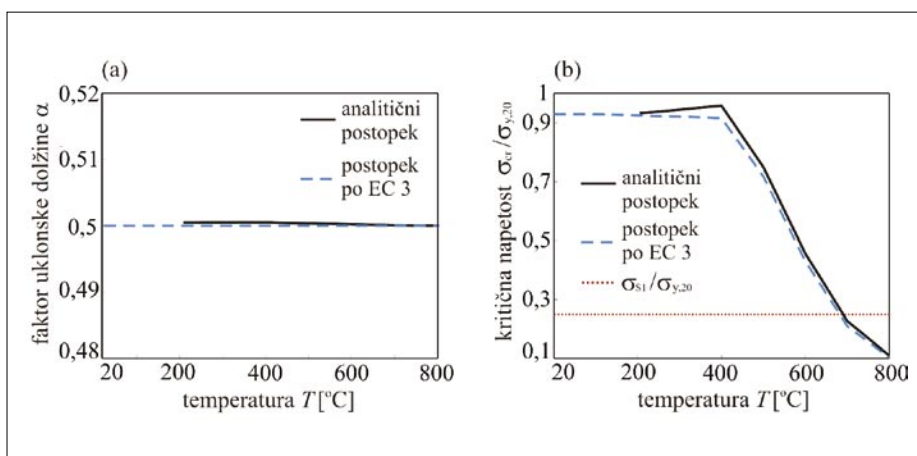 (a)
0,52
0,51
0,5
0,49
0,48
faktor uklonske dolžine α
analitični
postopek
postopek
po EC 3
20
200
400
600
800
temperatura T [ºC]
(b)
1
0,9
0,7
0,5
0,3
0,1
kritična napetost σcr/σy,20
analitični
postopek
postopek
po EC 3
σS1/σy,20
20
200
400
600
800
temperatura T [ºC]